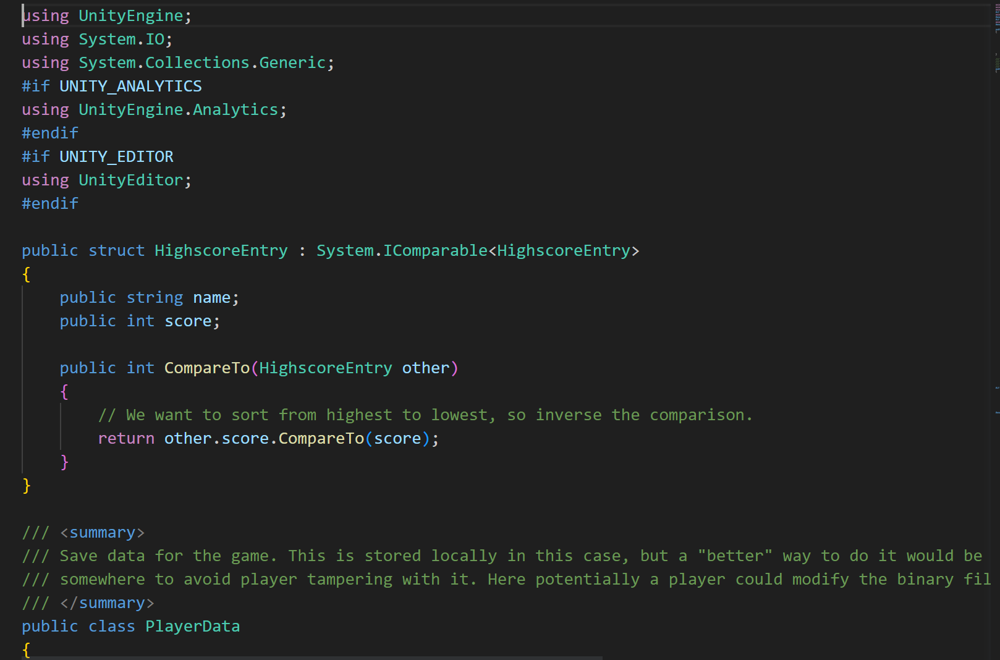 using UnityEngine;
using System.IO;
using System.Collections.Generic;
#if UNITY_ANALYTICS
using UnityEngine.Analytics;
#endif
#if UNITY_EDITOR
using UnityEditor;
#endif

public struct HighscoreEntry : System.IComparable<HighscoreEntry>
{
    public string name;
    public int score;

    public int CompareTo(HighscoreEntry other)
    {
        // We want to sort from highest to lowest, so inverse the comparison.
        return other.score.CompareTo(score);
    }
}

/// <summary>
/// Save data for the game. This is stored locally in this case, but a "better" way to do it would be
/// somewhere to avoid player tampering with it. Here potentially a player could modify the binary fil
/// </summary>
public class PlayerData
{